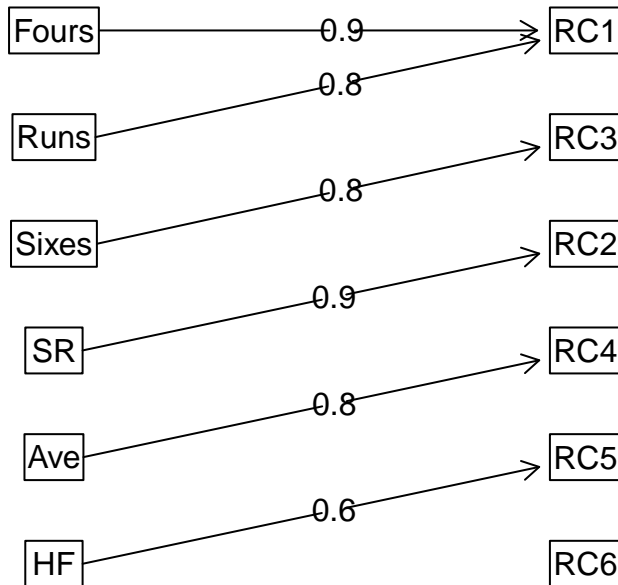 Fours 0.9 RC1
0.8
Runs RC3
0.8
Sixes RC2
0.9
SR RC4
0.8
Ave RC5
0.6
HF RC6